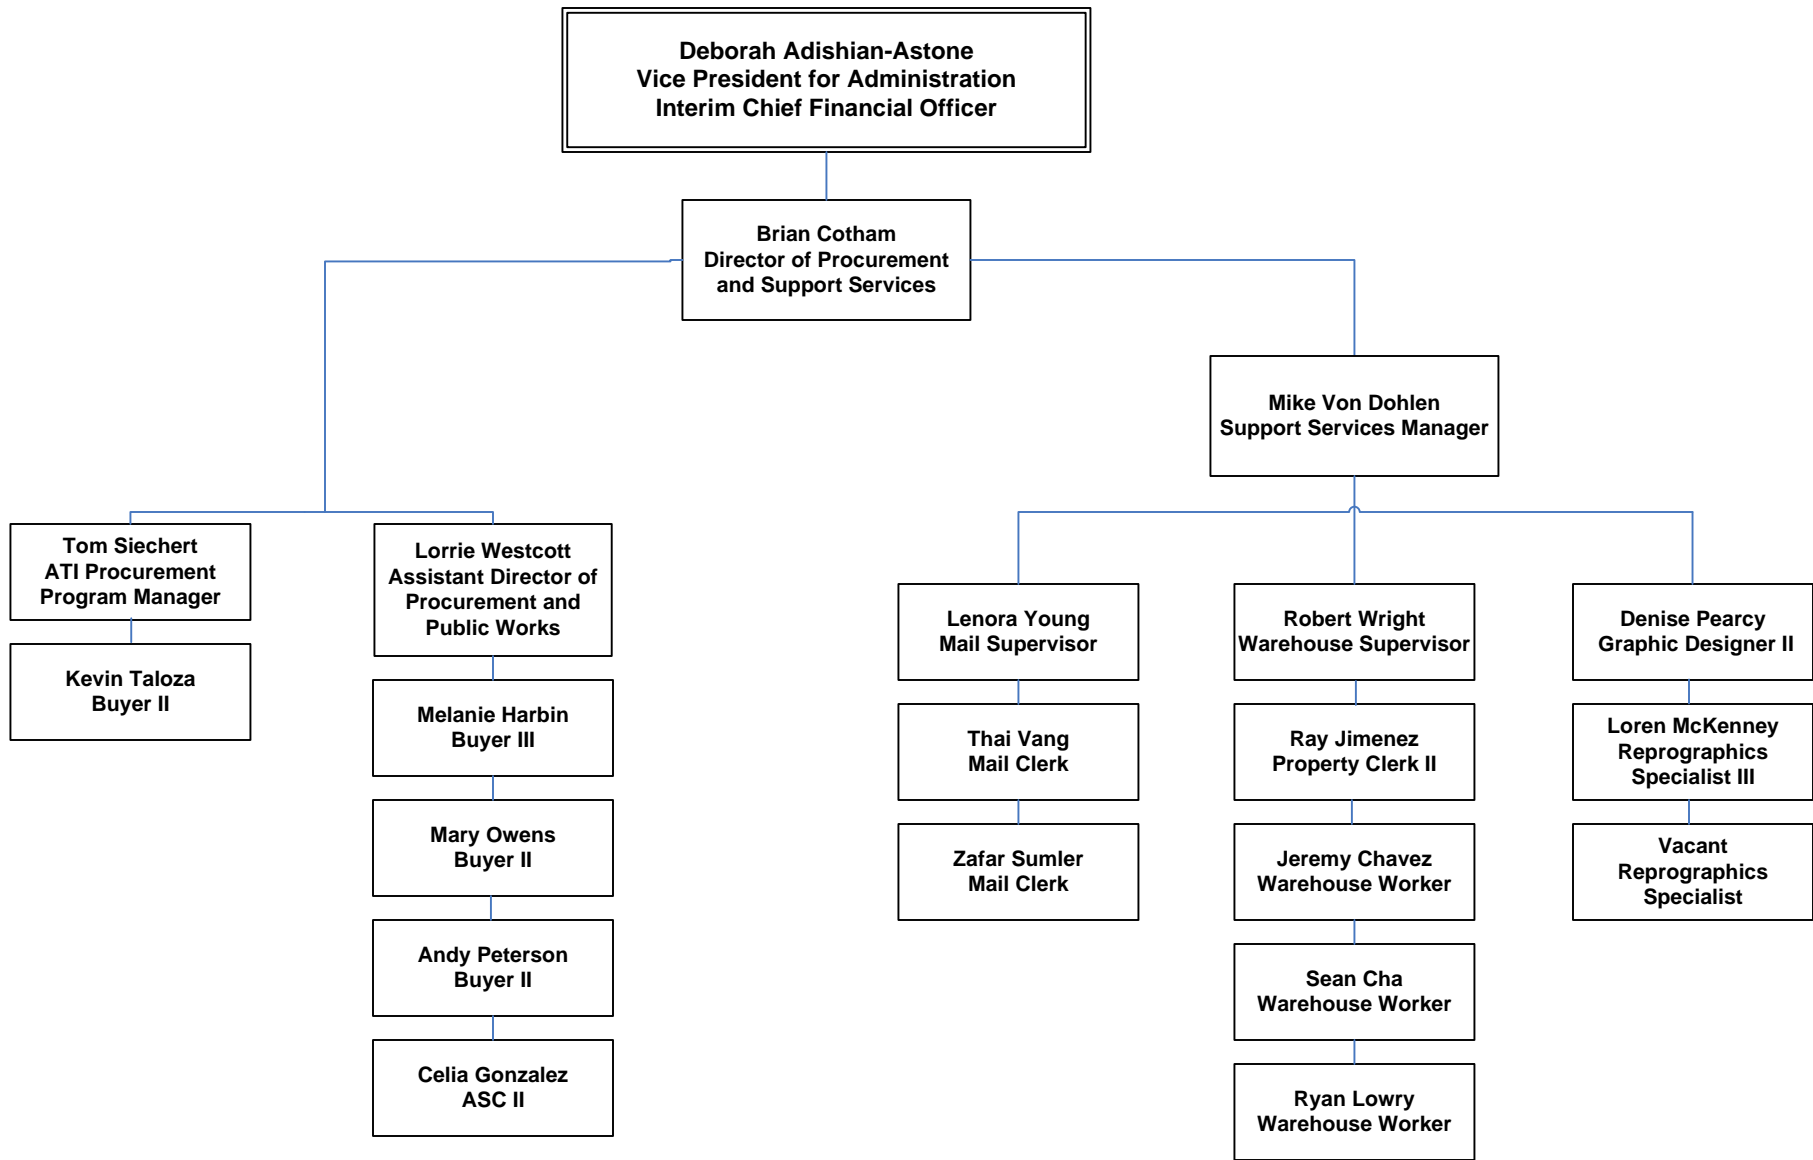 Deborah Adishian-Astone
Vice President for Administration
Interim Chief Financial Officer
Brian Cotham
Director of Procurement
and Support Services
Mike Von Dohlen
Support Services Manager
Tom Siechert
ATI Procurement
Program Manager
Kevin Taloza
Buyer II
Lorrie Westcott
Assistant Director of
Procurement and
Public Works
Melanie Harbin
Buyer III
Mary Owens
Buyer II
Andy Peterson
Buyer II
Celia Gonzalez
ASC II
Lenora Young
Mail Supervisor
Thai Vang
Mail Clerk
Zafar Sumler
Mail Clerk
Robert Wright
Warehouse Supervisor
Ray Jimenez
Property Clerk II
Jeremy Chavez
Warehouse Worker
Sean Cha
Warehouse Worker
Ryan Lowry
Warehouse Worker
Denise Pearcy
Graphic Designer II
Loren McKenney
Reprographics
Specialist III
Vacant
Reprographics
Specialist